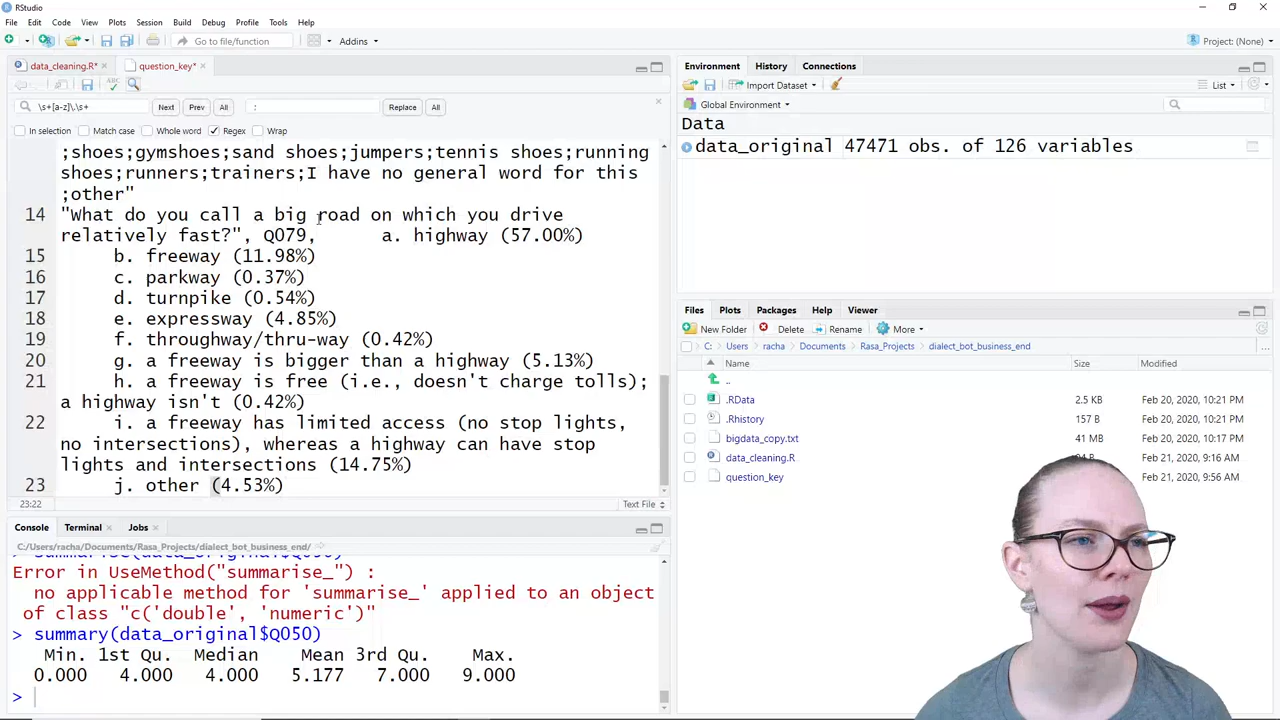 RStudio
File Edit Code View Plots Session Build Debug Profile Tools Help
Go to file/function Addins Project: (None)
data_cleaning.R* question_key*
\s+[a-z]\.\s+ Next Prev All : Replace All
In selection Match case Whole word Regex Wrap
;shoes;gymshoes;sand shoes;jumpers;tennis shoes;running
shoes;runners;trainers;I have no general word for this
;other"
14 "What do you call a big road on which you drive
relatively fast?", Q079, a. highway (57.00%)
15 b. freeway (11.98%)
16 c. parkway (0.37%)
17 d. turnpike (0.54%)
18 e. expressway (4.85%)
19 f. throughway/thru-way (0.42%)
20 g. a freeway is bigger than a highway (5.13%)
21 h. a freeway is free (i.e., doesn't charge tolls);
a highway isn't (0.42%)
22 i. a freeway has limited access (no stop lights,
no intersections), whereas a highway can have stop
lights and intersections (14.75%)
23 j. other (4.53%)
23:22 Text File
Console Terminal Jobs
C:/Users/racha/Documents/Rasa_Projects/dialect_bot_business_end/
Error in UseMethod("summarise_") :
no applicable method for 'summarise_' applied to an object
of class "c('double', 'numeric')"
> summary(data_original$Q050)
Min. 1st Qu. Median Mean 3rd Qu. Max.
0.000 4.000 4.000 5.177 7.000 9.000
>
Environment History Connections
Import Dataset List
Global Environment
Data
data_original 47471 obs. of 126 variables
Files Plots Packages Help Viewer
New Folder Delete Rename More
C: Users racha Documents Rasa_Projects dialect_bot_business_end ...
Name Size Modified
..
.RData 2.5 KB Feb 20, 2020, 10:21 PM
.Rhistory 157 B Feb 20, 2020, 10:21 PM
bigdata_copy.txt 41 MB Feb 20, 2020, 10:17 PM
data_cleaning.R B Feb 21, 2020, 9:16 AM
question_key Feb 21, 2020, 9:56 AM